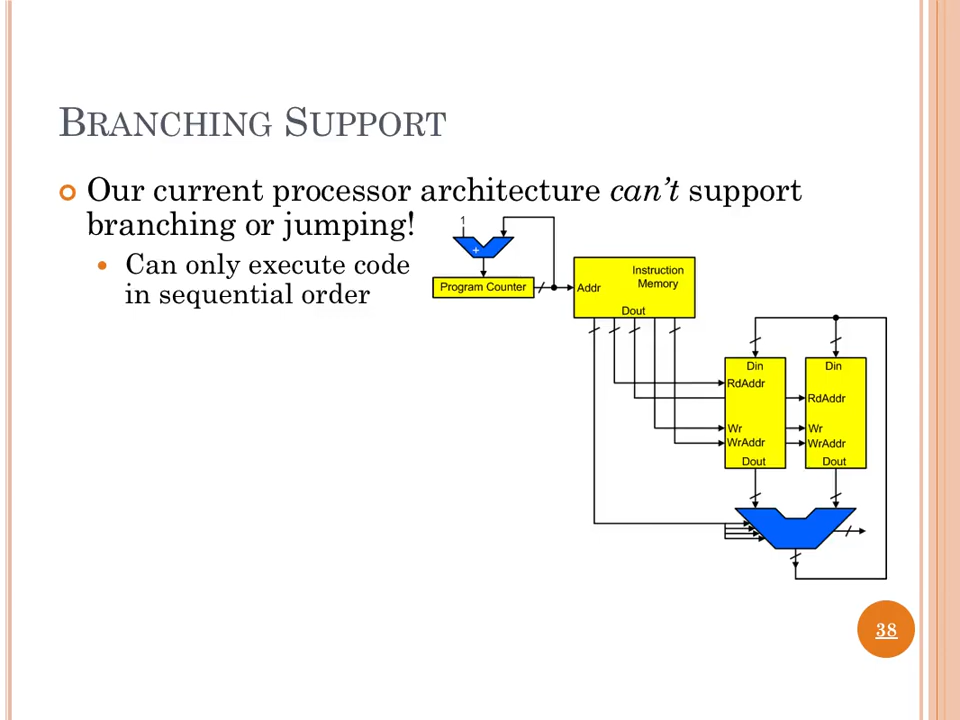 BRANCHING SUPPORT
Our current processor architecture can't support
branching or jumping!
Can only execute code
in sequential order
1
+
Program Counter
Addr
Instruction
Memory
Dout
Din
Din
RdAddr
RdAddr
Wr
Wr
WrAddr
WrAddr
Dout
Dout
38